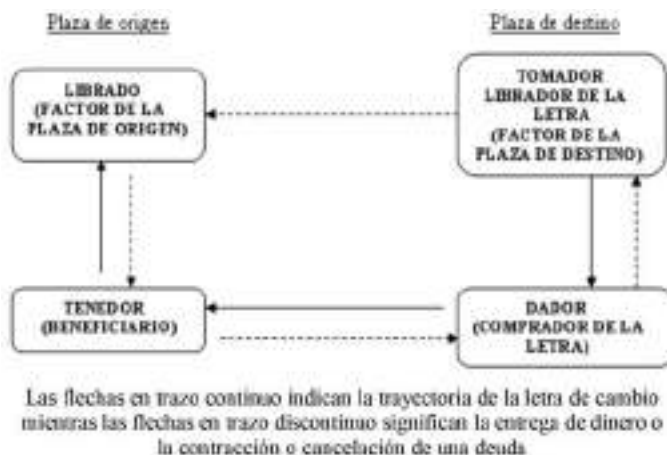 Plaza de origen
Plaza de destino
LIBRADO
(FACTOR DE LA
PLAZA DE ORIGEN)
TOMADOR
LIBRADOR DE LA
LETRA
(FACTOR DE LA
PLAZA DE DESTINO)
TENEDOR
(BENEFICIARIO)
DADOR
(COMPRADOR DE LA
LETRA)
Las flechas en trazo continuo indican la trayectoria de la letra de cambio
mientras las flechas en trazo discontinuo significan la entrega de dinero o
la contracción o cancelación de una deuda